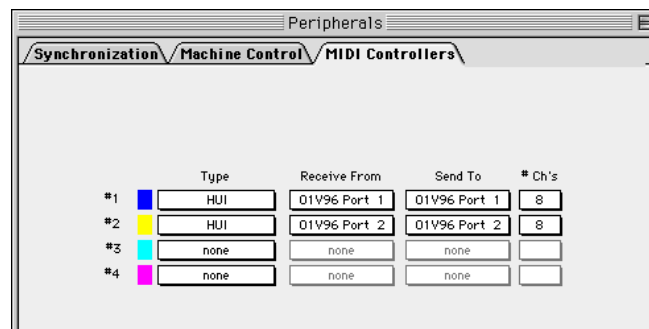 Peripherals
Synchronization Machine Control MIDI Controllers
Type Receive From Send To # Ch's
#1 HUI 01V96 Port 1 01V96 Port 1 8
#2 HUI 01V96 Port 2 01V96 Port 2 8
#3 none none none
#4 none none none